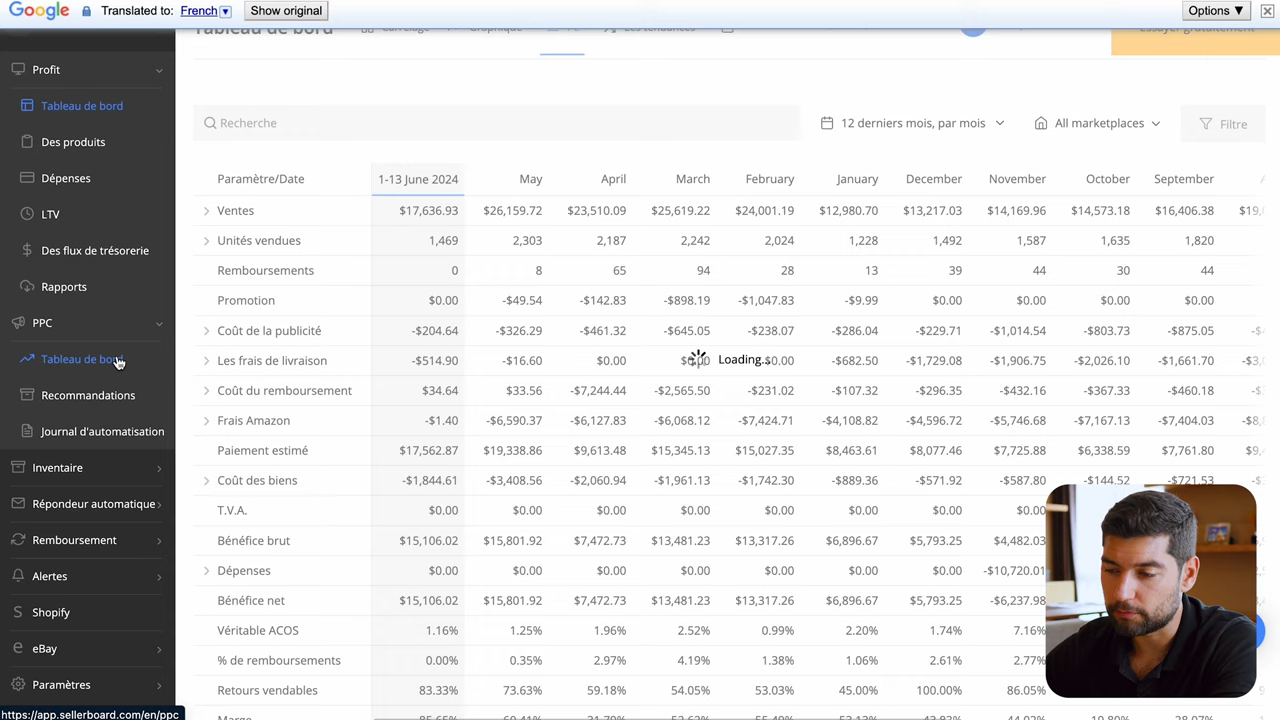 Google Translated to: French ▼ Show original Options ▼
Tableau de bord Carrelage Graphique Les tendances Essayer gratuitement
Profit
Tableau de bord
Des produits
Dépenses
LTV
Des flux de trésorerie
Rapports
PPC
Tableau de bord
Recommandations
Journal d'automatisation
Inventaire
Répondeur automatique
Remboursement
Alertes
Shopify
eBay
Paramètres
https://app.sellerboard.com/en/ppc
Recherche 12 derniers mois, par mois All marketplaces Filtre
Paramètre/Date 1-13 June 2024 May April March February January December November October September
Ventes $17,636.93 $26,159.72 $23,510.09 $25,619.22 $24,001.19 $12,980.70 $13,217.03 $14,169.96 $14,573.18 $16,406.38
Unités vendues 1,469 2,303 2,187 2,242 2,024 1,228 1,492 1,587 1,635 1,820
Remboursements 0 8 65 94 28 13 39 44 30 44
Promotion $0.00 -$49.54 -$142.83 -$898.19 -$1,047.83 -$9.99 $0.00 $0.00 $0.00 $0.00
Coût de la publicité -$204.64 -$326.29 -$461.32 -$645.05 -$238.07 -$286.04 -$229.71 -$1,014.54 -$803.73 -$875.05
Les frais de livraison -$514.90 -$16.60 $0.00 Loading... $0.00 -$682.50 -$1,729.08 -$1,906.75 -$2,026.10 -$1,661.70
Coût du remboursement $34.64 $33.56 -$7,244.44 -$2,565.50 -$231.02 -$107.32 -$296.35 -$432.16 -$367.33 -$460.18
Frais Amazon -$1.40 -$6,590.37 -$6,127.83 -$6,068.12 -$7,424.71 -$4,108.82 -$4,596.72 -$5,746.68 -$7,167.13 -$7,404.03
Paiement estimé $17,562.87 $19,338.86 $9,613.48 $15,345.13 $15,027.35 $8,463.61 $8,077.46 $7,725.88 $6,338.59 $7,761.80
Coût des biens -$1,844.61 -$3,408.56 -$2,060.94 -$1,961.13 -$1,742.30 -$889.36 -$571.92 -$587.80 -$144.52 -$721.53
T.V.A. $0.00 $0.00 $0.00 $0.00 $0.00 $0.00 $0.00 $0.00
Bénéfice brut $15,106.02 $15,801.92 $7,472.73 $13,481.23 $13,317.26 $6,896.67 $5,793.25 $4,482.03
Dépenses $0.00 $0.00 $0.00 $0.00 $0.00 $0.00 $0.00 -$10,720.01
Bénéfice net $15,106.02 $15,801.92 $7,472.73 $13,481.23 $13,317.26 $6,896.67 $5,793.25 -$6,237.98
Véritable ACOS 1.16% 1.25% 1.96% 2.52% 0.99% 2.20% 1.74% 7.16%
% de remboursements 0.00% 0.35% 2.97% 4.19% 1.38% 1.06% 2.61% 2.77%
Retours vendables 83.33% 73.63% 59.18% 54.05% 53.03% 45.00% 100.00% 86.05%